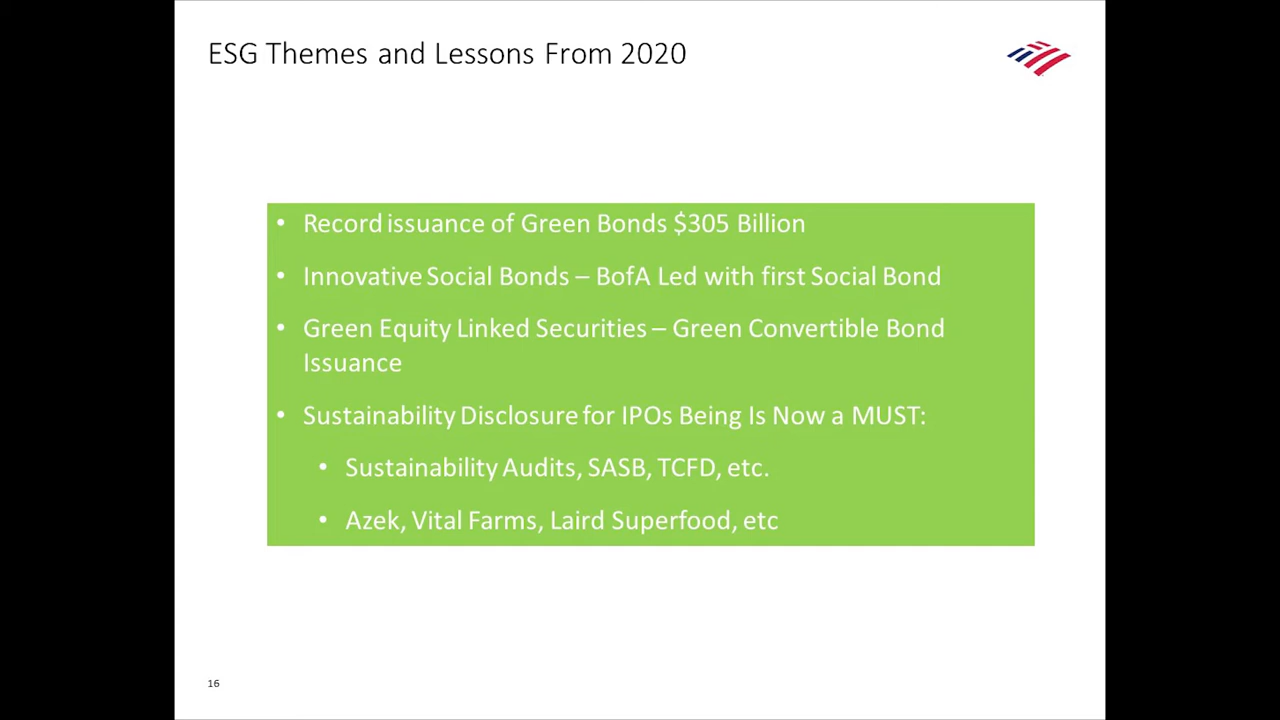 ESG Themes and Lessons From 2020
• Record issuance of Green Bonds $305 Billion
• Innovative Social Bonds – BofA Led with first Social Bond
• Green Equity Linked Securities – Green Convertible Bond
Issuance
• Sustainability Disclosure for IPOs Being Is Now a MUST:
• Sustainability Audits, SASB, TCFD, etc.
• Azek, Vital Farms, Laird Superfood, etc
16